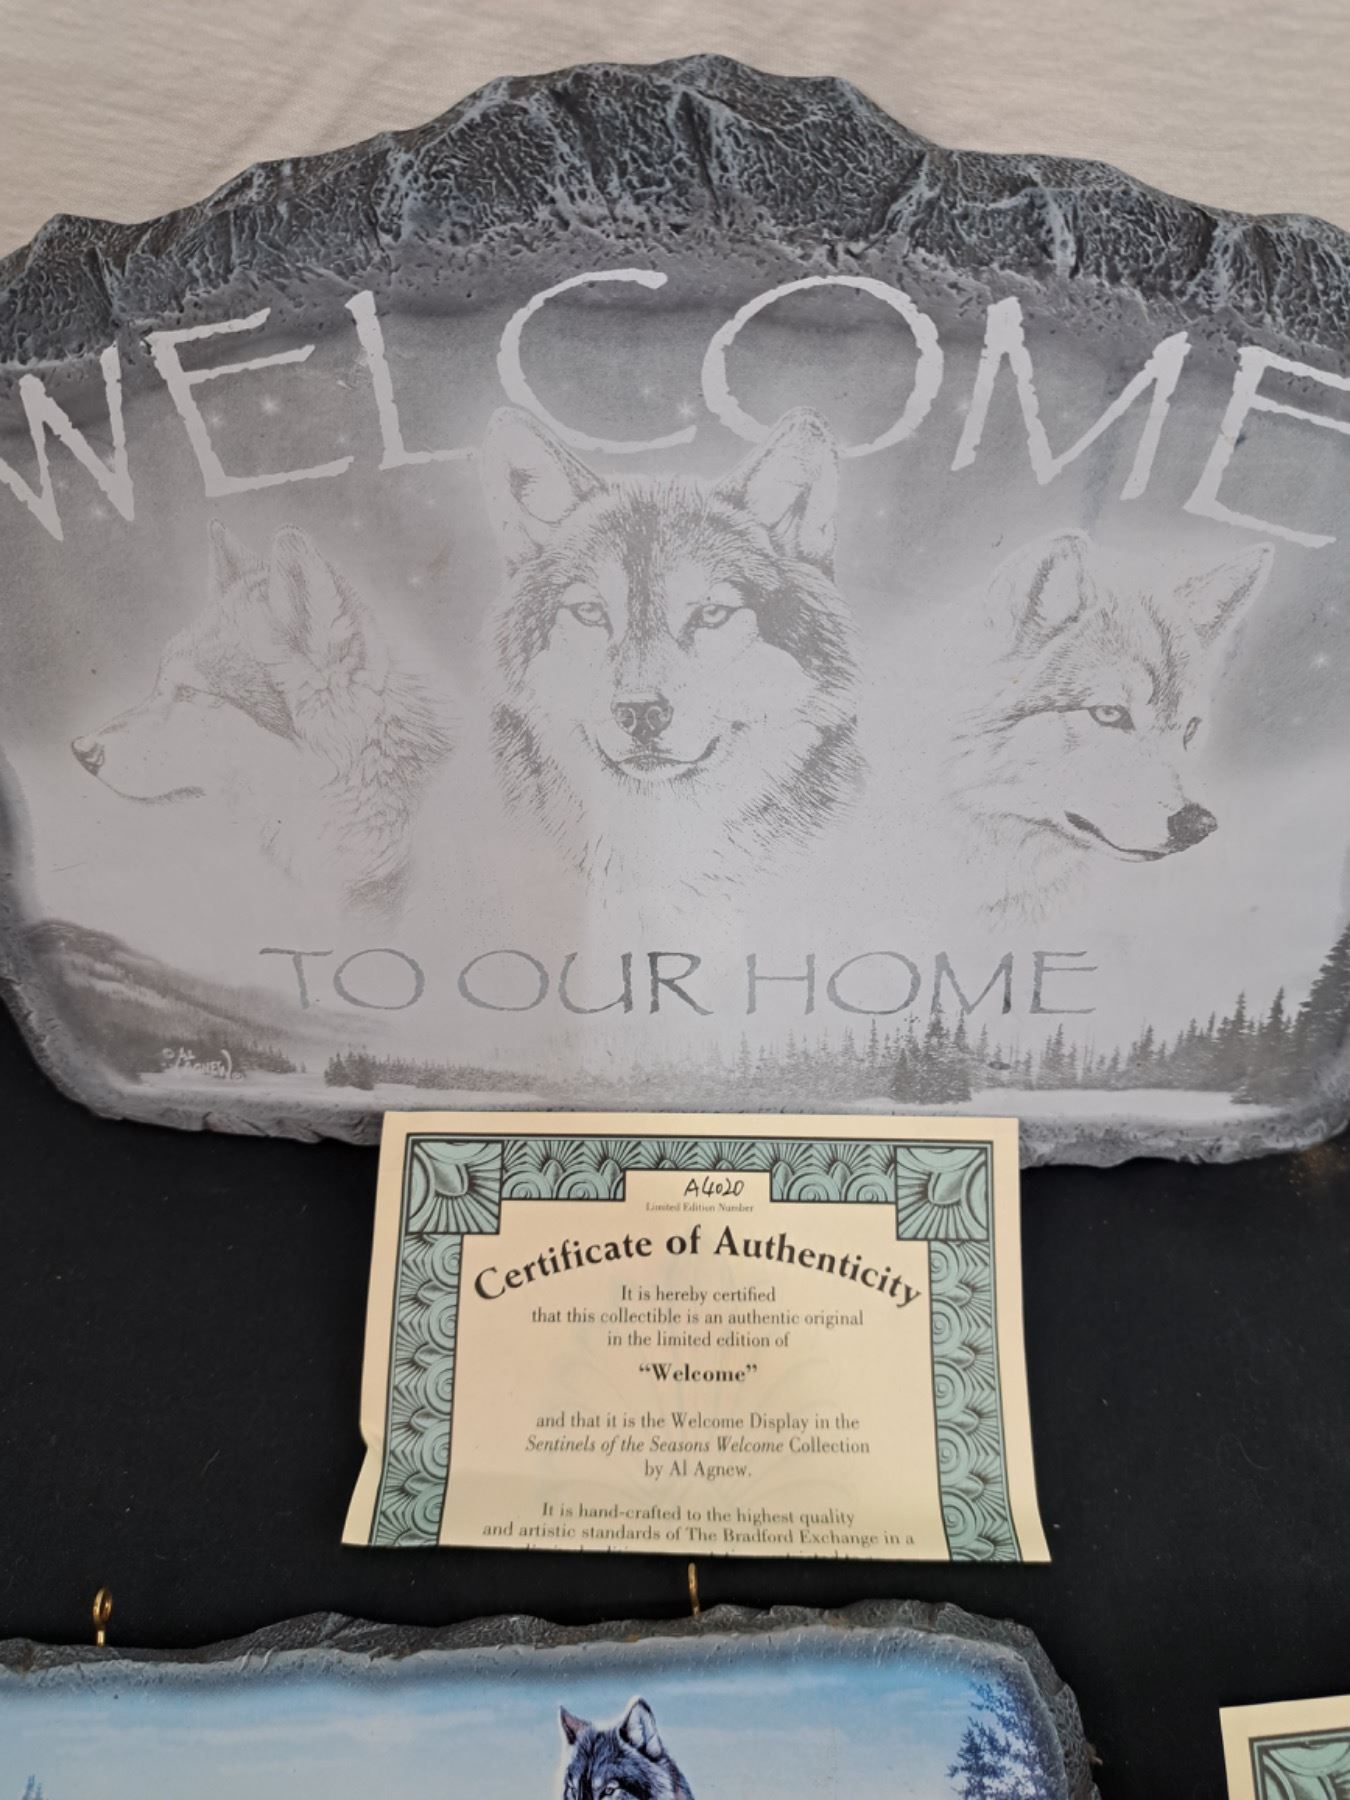 WELCOME
TO OUR HOME
© AL
AGNEW
A4020
Limited Edition Number
Certificate of Authenticity
It is hereby certified
that this collectible is an authentic original
in the limited edition of
“Welcome”
and that it is the Welcome Display in the
Sentinels of the Seasons Welcome Collection
by Al Agnew.
It is hand-crafted to the highest quality
and artistic standards of The Bradford Exchange in a